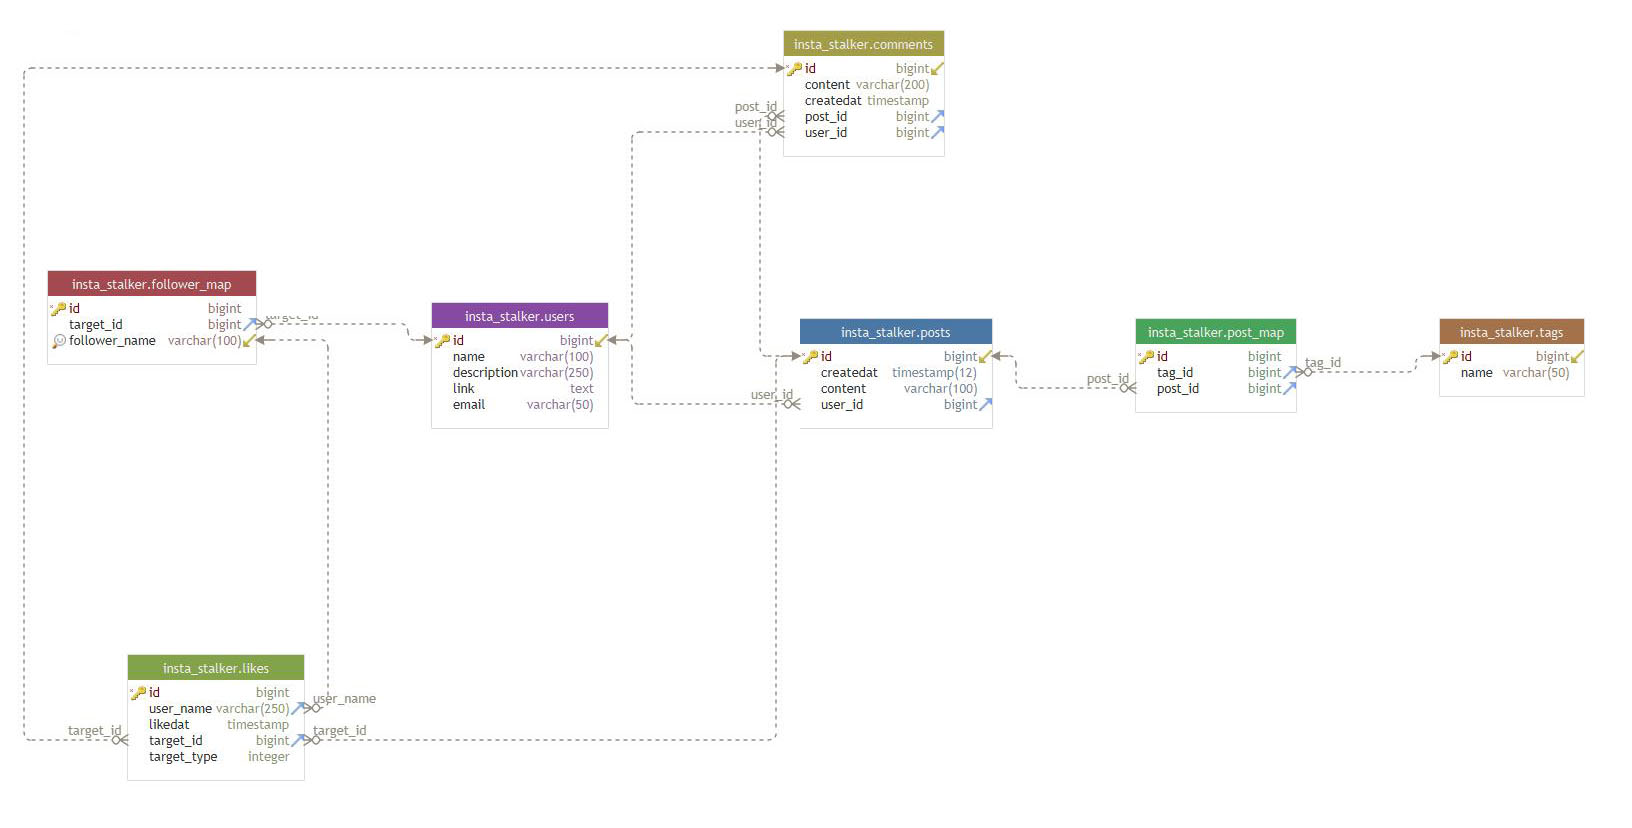 insta_stalker.comments
id bigint
content varchar(200)
createdat timestamp
post_id
post_id bigint
user_id
user_id bigint
insta_stalker.follower_map
id bigint
target_id bigint
target_id
follower_name varchar(100)
insta_stalker.users
id bigint
name varchar(100)
description varchar(250)
link text
email varchar(50)
insta_stalker.posts
id bigint
createdat timestamp(12)
content varchar(100)
user_id
user_id bigint
insta_stalker.post_map
id bigint
tag_id bigint
tag_id
post_id
post_id bigint
insta_stalker.tags
id bigint
name varchar(50)
insta_stalker.likes
id bigint
user_name
user_name varchar(250)
likedat timestamp
target_id
target_id bigint
target_id
target_type integer